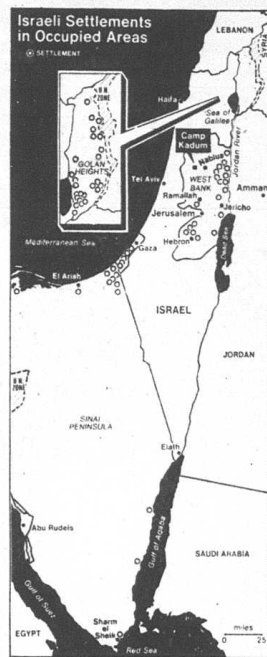 Israeli Settlements
in Occupied Areas
SETTLEMENT
LEBANON
SYRIA
U.N.
ZONE
GOLAN
HEIGHTS
Haifa
Sea of
Galilee
Jordan River
Camp
Kadum
Nablus
WEST
BANK
Tel Aviv
Amman
Ramallah
Jerusalem
Jericho
Mediterranean Sea
Gaza
Hebron
Dead Sea
El Arish
ISRAEL
JORDAN
U.N.
ZONE
SINAI
PENINSULA
Elath
Abu Rudeis
Gulf of Aqaba
SAUDI ARABIA
Gulf of Suez
Sharm
el
Sheik
miles
0 25
EGYPT
Red Sea